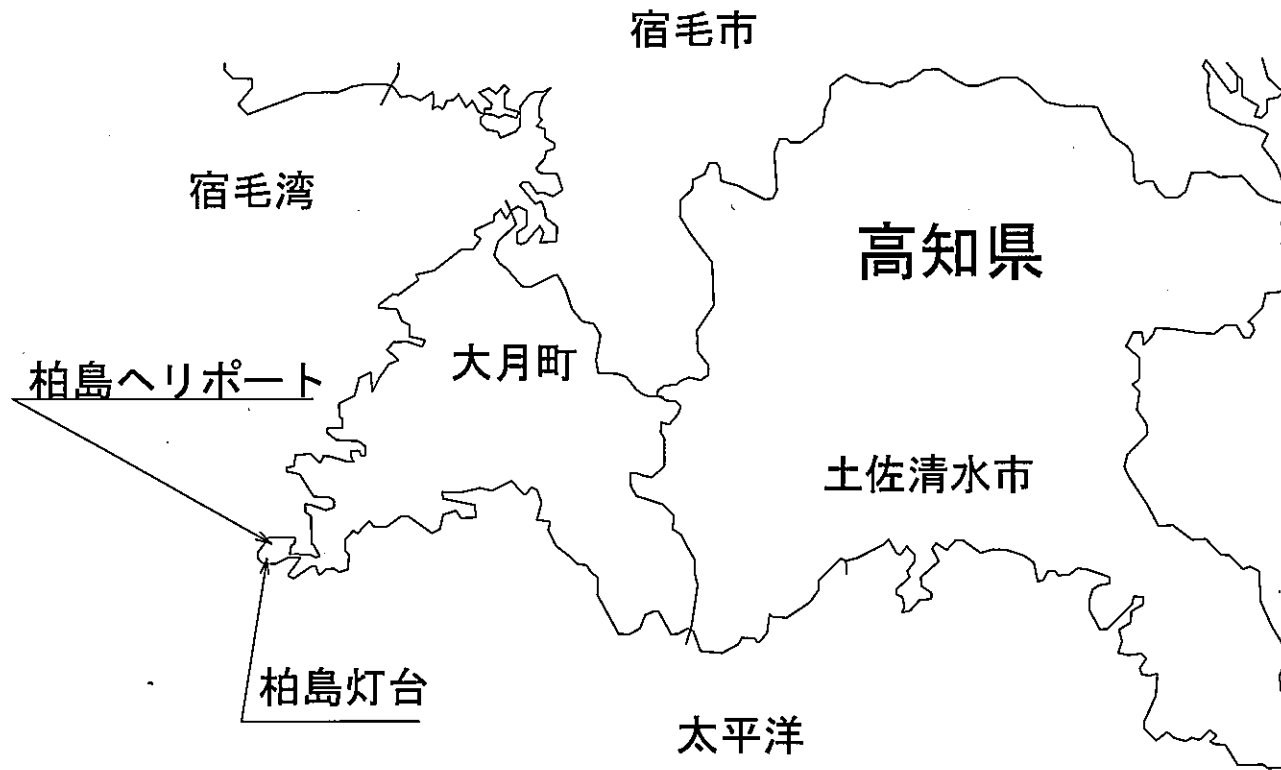 宿毛市
宿毛湾
高知県
大月町
柏島ヘリポート
土佐清水市
柏島灯台
太平洋